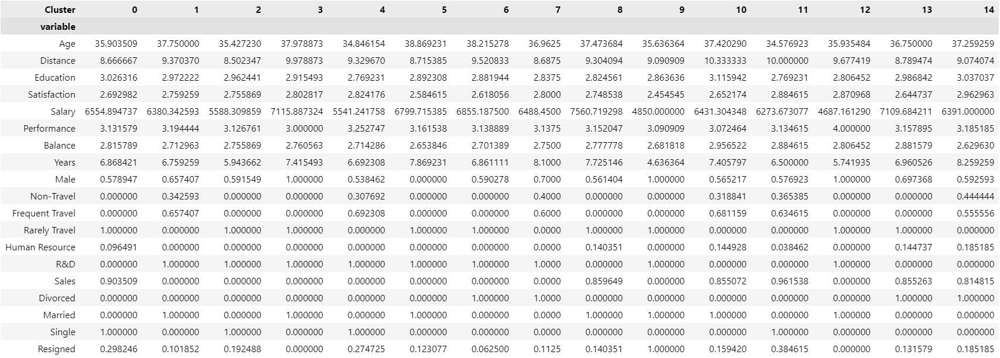 Cluster 0 1 2 3 4 5 6 7 8 9 10 11 12 13 14
variable
Age 35.903509 37.750000 35.427230 37.978873 34.846154 38.869231 38.215278 36.9625 37.473684 35.636364 37.420290 34.576923 35.935484 36.750000 37.259259
Distance 8.666667 9.370370 8.502347 9.978873 9.329670 8.715385 9.520833 8.6875 9.304094 9.090909 10.333333 10.000000 9.677419 8.789474 9.074074
Education 3.026316 2.972222 2.962441 2.915493 2.769231 2.892308 2.881944 2.8375 2.824561 2.863636 3.115942 2.769231 2.806452 2.986842 3.037037
Satisfaction 2.692982 2.759259 2.755869 2.802817 2.824176 2.584615 2.618056 2.8000 2.748538 2.454545 2.652174 2.884615 2.870968 2.644737 2.962963
Salary 6554.894737 6380.342593 5588.309859 7115.887324 5541.241758 6799.715385 6855.187500 6488.4500 7560.719298 4850.000000 6431.304348 6273.673077 4687.161290 7109.684211 6391.000000
Performance 3.131579 3.194444 3.126761 3.000000 3.252747 3.161538 3.138889 3.1375 3.152047 3.090909 3.072464 3.134615 4.000000 3.157895 3.185185
Balance 2.815789 2.712963 2.755869 2.760563 2.714286 2.653846 2.701389 2.7500 2.777778 2.681818 2.956522 2.884615 2.806452 2.881579 2.629630
Years 6.868421 6.759259 5.943662 7.415493 6.692308 7.869231 6.861111 8.1000 7.725146 4.636364 7.405797 6.500000 5.741935 6.960526 8.259259
Male 0.578947 0.657407 0.591549 1.000000 0.538462 0.000000 0.590278 0.7000 0.561404 1.000000 0.565217 0.576923 1.000000 0.697368 0.592593
Non-Travel 0.000000 0.342593 0.000000 0.000000 0.307692 0.000000 0.000000 0.4000 0.000000 0.000000 0.318841 0.365385 0.000000 0.000000 0.444444
Frequent Travel 0.000000 0.657407 0.000000 0.000000 0.692308 0.000000 0.000000 0.6000 0.000000 0.000000 0.681159 0.634615 0.000000 0.000000 0.555556
Rarely Travel 1.000000 0.000000 1.000000 1.000000 0.000000 1.000000 1.000000 0.0000 1.000000 1.000000 0.000000 0.000000 1.000000 1.000000 0.000000
Human Resource 0.096491 0.000000 0.000000 0.000000 0.000000 0.000000 0.000000 0.0000 0.140351 0.000000 0.144928 0.038462 0.000000 0.144737 0.185185
R&D 0.000000 1.000000 1.000000 1.000000 1.000000 1.000000 1.000000 1.0000 0.000000 1.000000 0.000000 0.000000 1.000000 0.000000 0.000000
Sales 0.903509 0.000000 0.000000 0.000000 0.000000 0.000000 0.000000 0.0000 0.859649 0.000000 0.855072 0.961538 0.000000 0.855263 0.814815
Divorced 0.000000 0.000000 0.000000 0.000000 0.000000 0.000000 1.000000 1.0000 0.000000 0.000000 0.000000 0.000000 0.000000 1.000000 1.000000
Married 0.000000 1.000000 0.000000 1.000000 0.000000 1.000000 0.000000 0.0000 1.000000 1.000000 1.000000 0.000000 1.000000 0.000000 0.000000
Single 1.000000 0.000000 1.000000 0.000000 1.000000 0.000000 0.000000 0.0000 0.000000 0.000000 0.000000 1.000000 0.000000 0.000000 0.000000
Resigned 0.298246 0.101852 0.192488 0.000000 0.274725 0.123077 0.062500 0.1125 0.140351 1.000000 0.159420 0.384615 0.000000 0.131579 0.185185